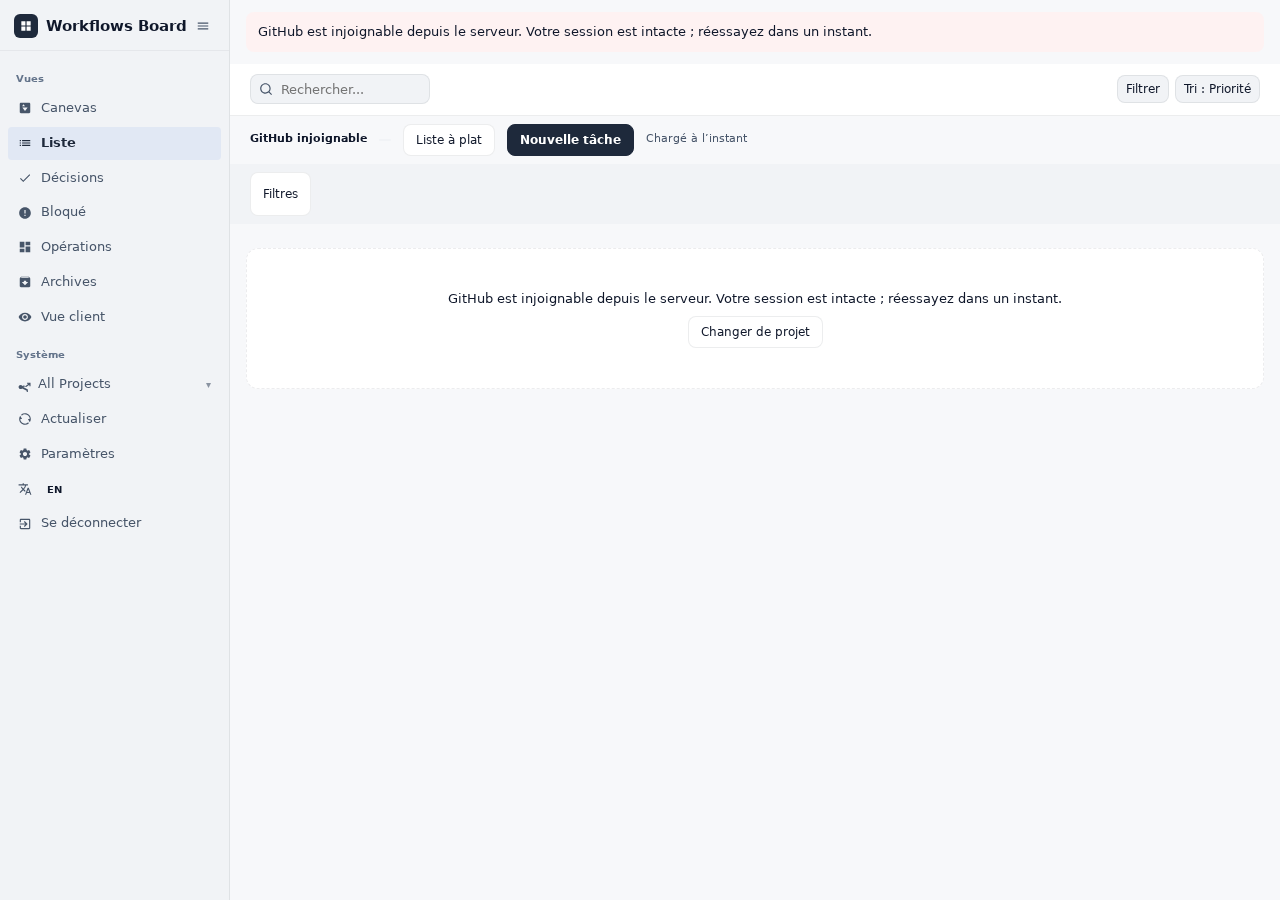 Workflows Board
Vues
Canevas
Liste
Décisions
Bloqué
Opérations
Archives
Vue client
Système
All Projects
Actualiser
Paramètres
EN
Se déconnecter
GitHub est injoignable depuis le serveur. Votre session est intacte ; réessayez dans un instant.
Rechercher...
Filtrer
Tri : Priorité
GitHub injoignable
Liste à plat
Nouvelle tâche
Chargé à l’instant
Filtres
GitHub est injoignable depuis le serveur. Votre session est intacte ; réessayez dans un instant.
Changer de projet